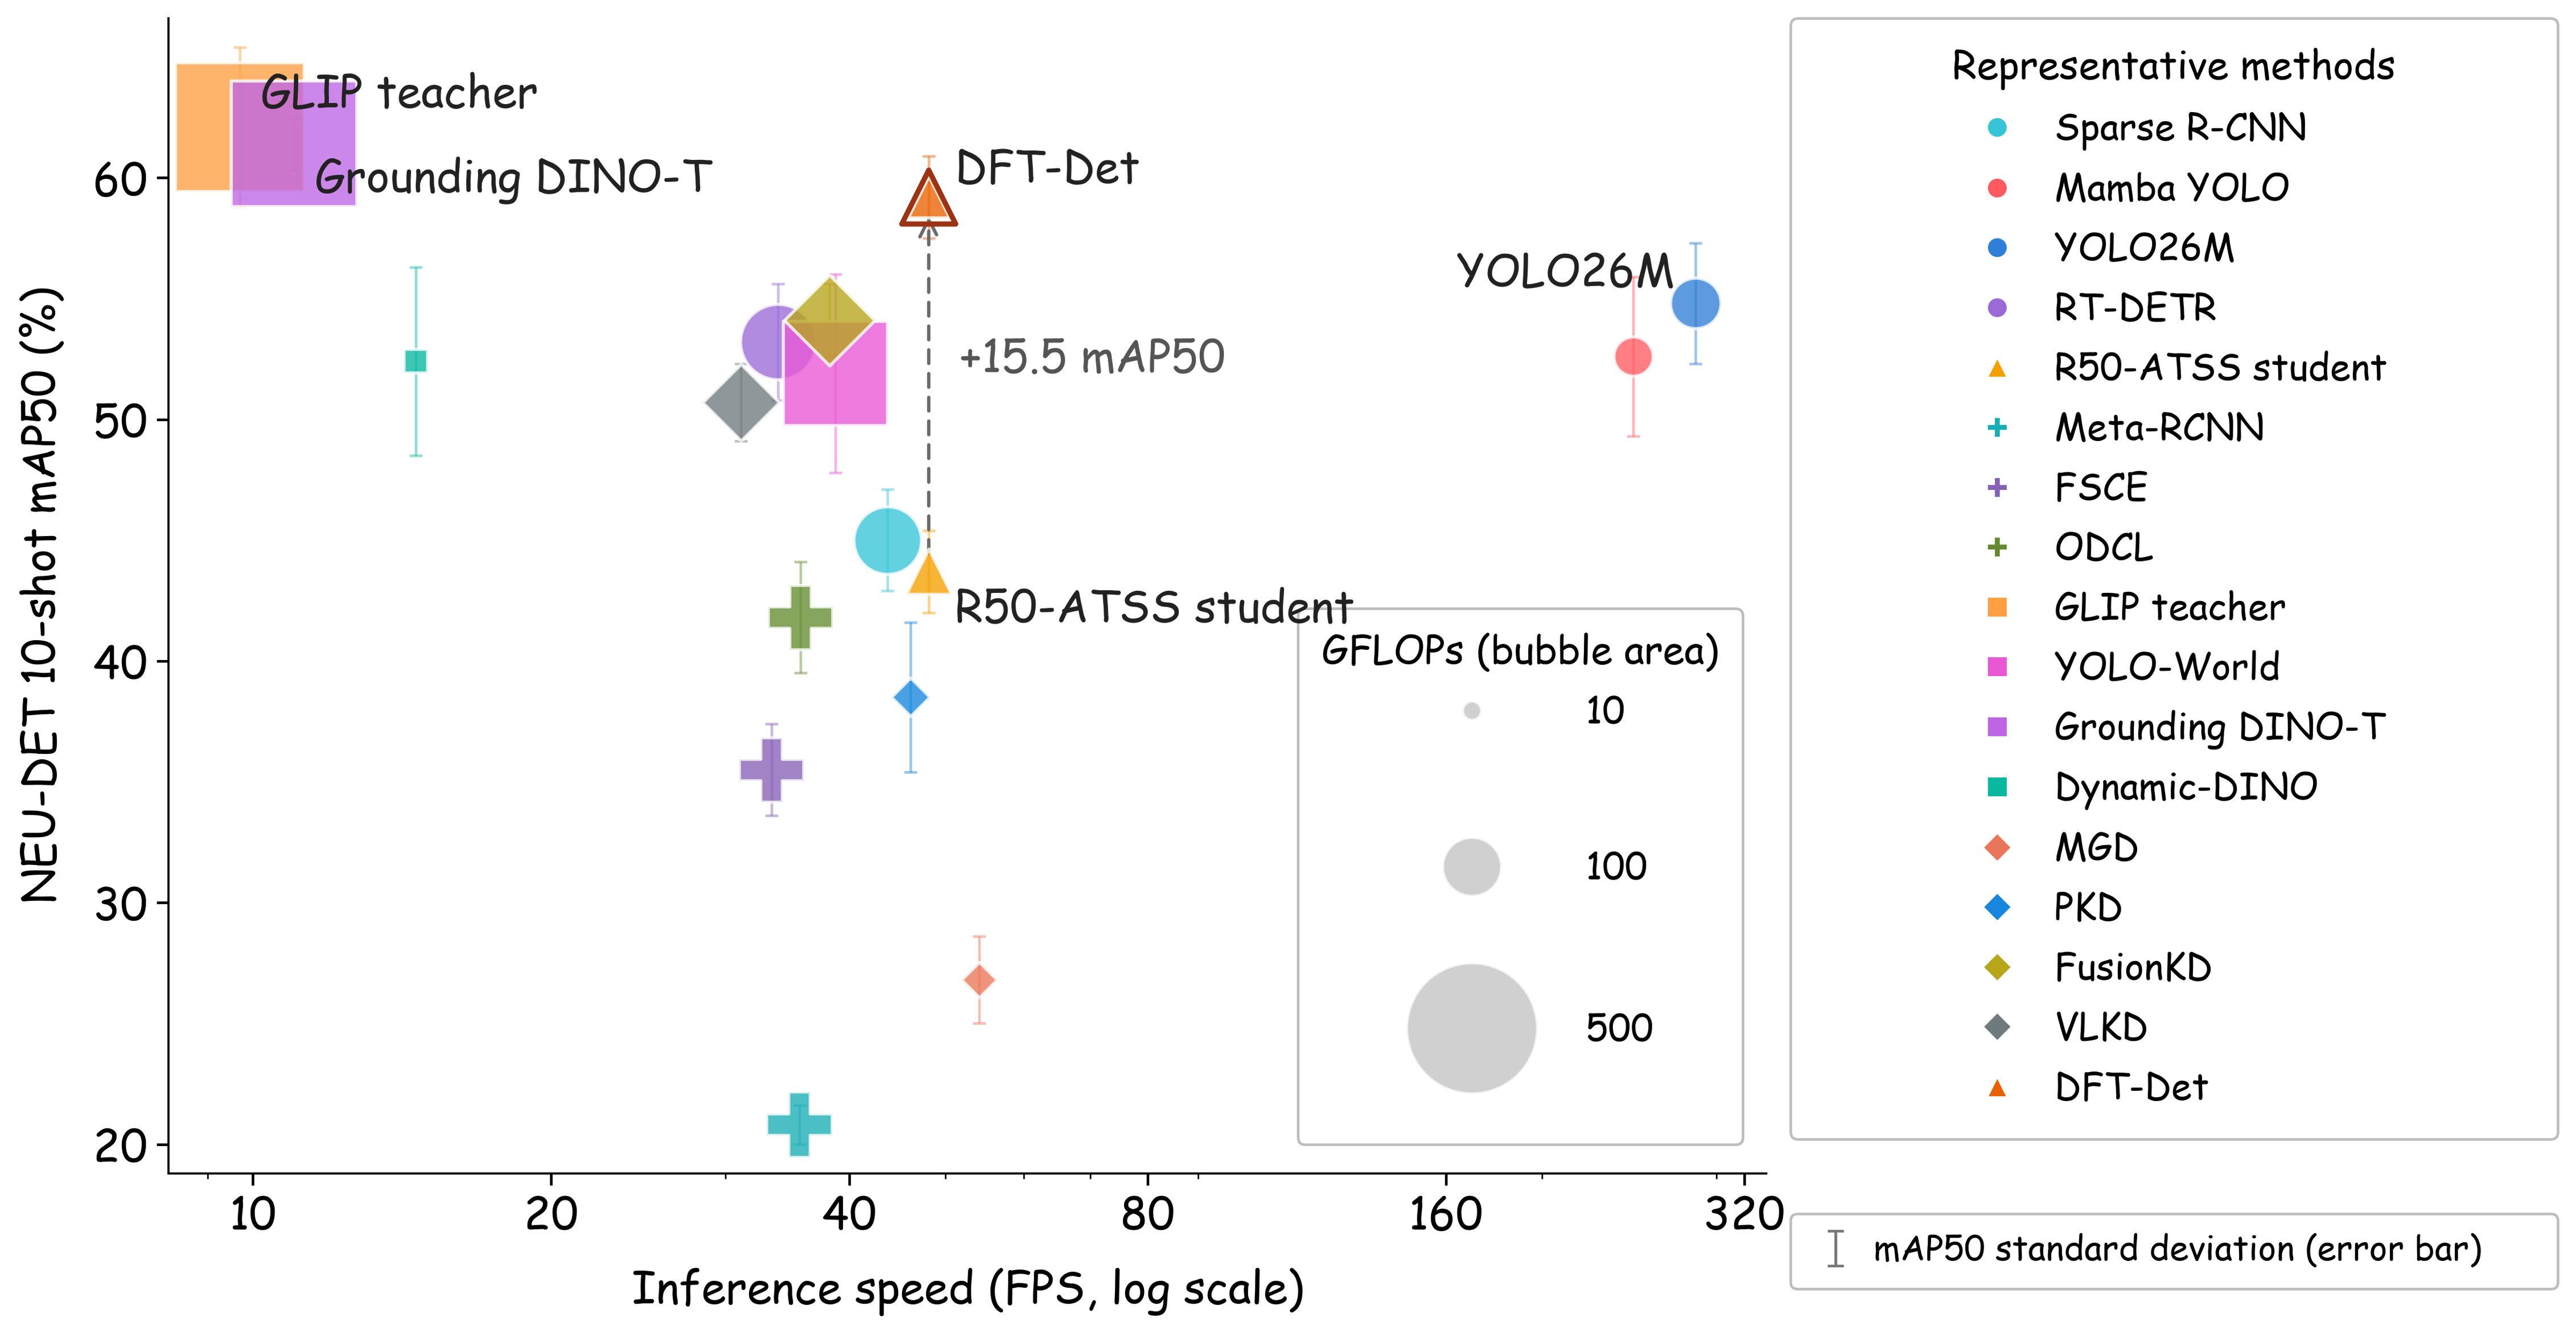 GLIP teacher
Grounding DINO-T
DFT-Det
YOLO26M
+15.5 mAP50
R50-ATSS student
NEU-DET 10-shot mAP50 (%)
60
50
40
30
20
10
20
40
80
160
320
Inference speed (FPS, log scale)
GFLOPs (bubble area)
10
100
500
Representative methods
Sparse R-CNN
Mamba YOLO
YOLO26M
RT-DETR
R50-ATSS student
Meta-RCNN
FSCE
ODCL
GLIP teacher
YOLO-World
Grounding DINO-T
Dynamic-DINO
MGD
PKD
FusionKD
VLKD
DFT-Det
mAP50 standard deviation (error bar)